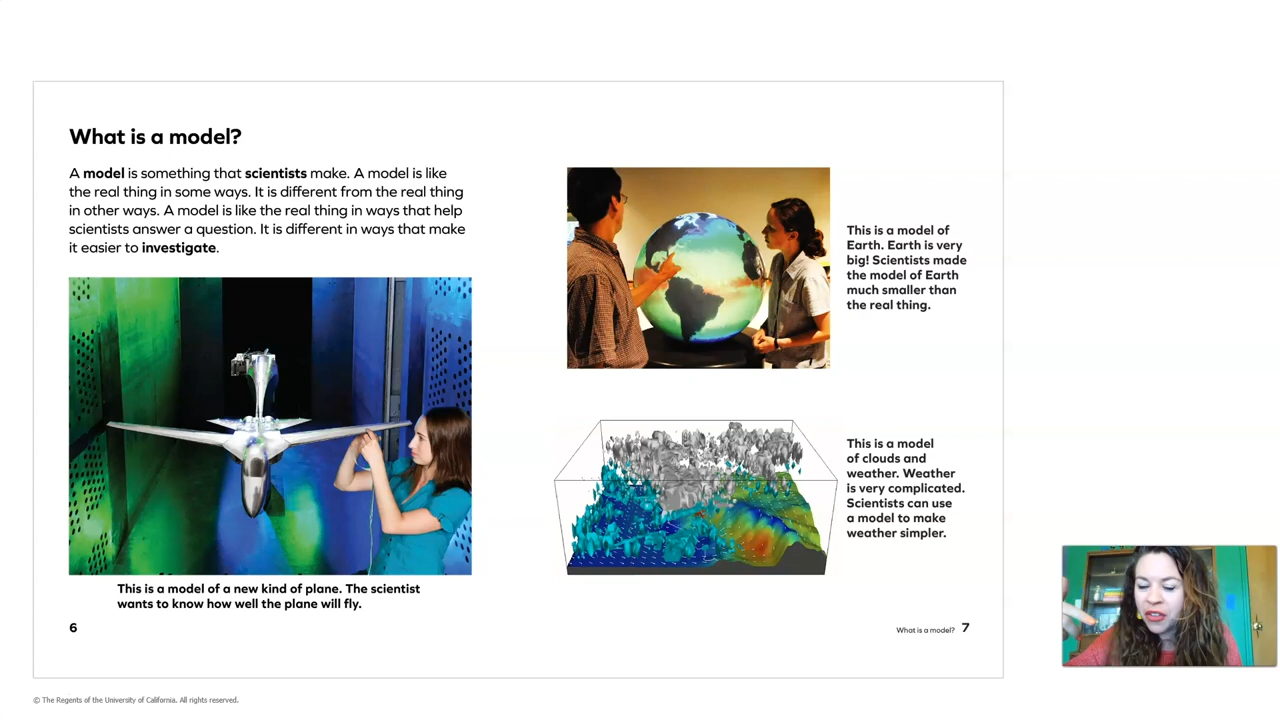 What is a model?
A model is something that scientists make. A model is like
the real thing in some ways. It is different from the real thing
in other ways. A model is like the real thing in ways that help
scientists answer a question. It is different in ways that make
it easier to investigate.
This is a model of a new kind of plane. The scientist
wants to know how well the plane will fly.
6
This is a model of
Earth. Earth is very
big! Scientists made
the model of Earth
much smaller than
the real thing.
This is a model
of clouds and
weather. Weather
is very complicated.
Scientists can use
a model to make
weather simpler.
What is a model? 7
© The Regents of the University of California. All rights reserved.